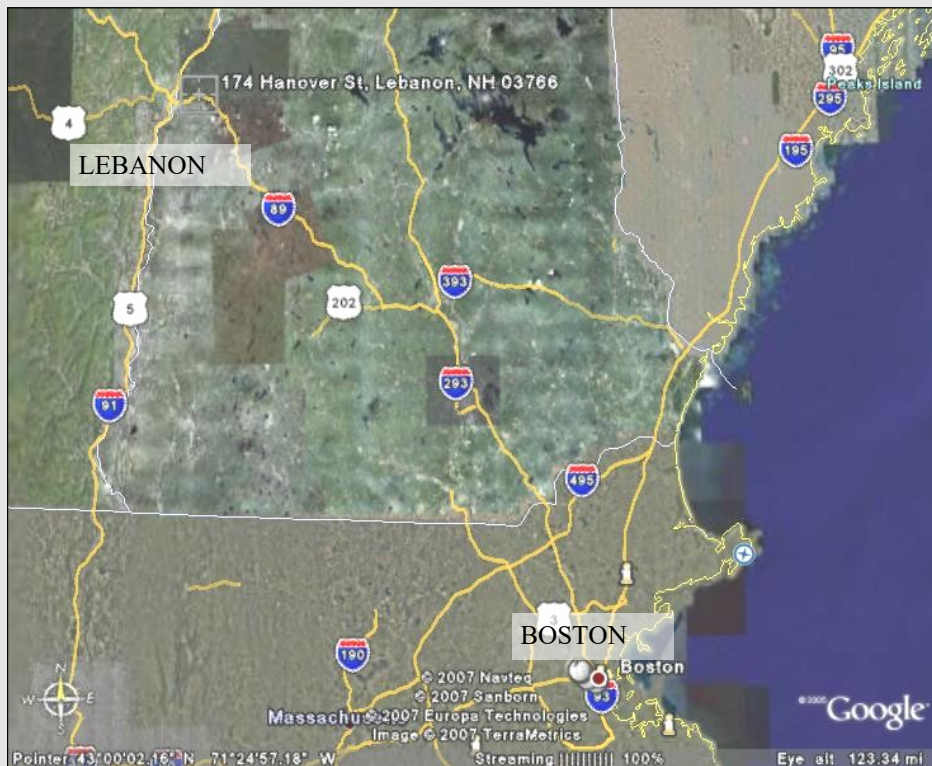 95
302
Peaks Island
295
174 Hanover St, Lebanon, NH 03766
4
195
LEBANON
89
393
5
202
293
91
495
3
BOSTON
190
Boston
93
N
W E
S
© 2007 Navteq
© 2007 Sanborn
Massachus © 2007 Europa Technologies
Image © 2007 TerraMetrics
©2005 Google
Pointer 43°00'02.16" N 71°24'57.18" W Streaming 100% Eye alt 123.34 mi